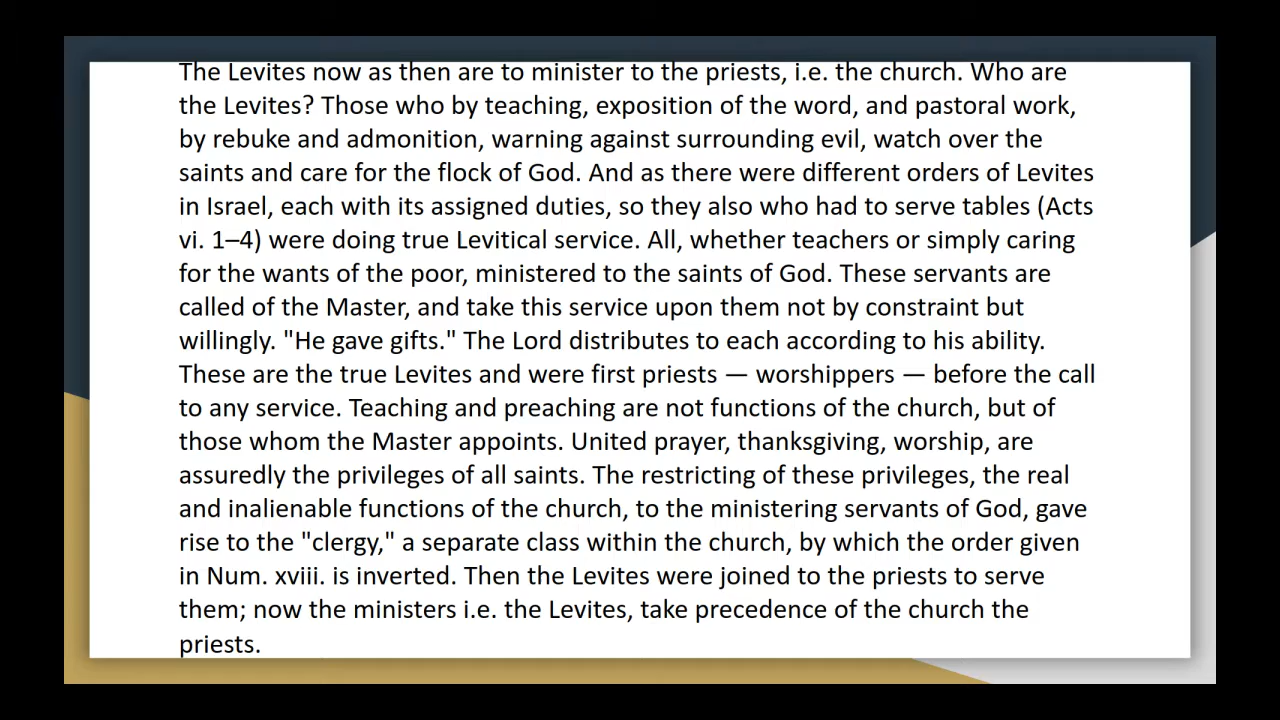 The Levites now as then are to minister to the priests, i.e. the church. Who are
the Levites? Those who by teaching, exposition of the word, and pastoral work,
by rebuke and admonition, warning against surrounding evil, watch over the
saints and care for the flock of God. And as there were different orders of Levites
in Israel, each with its assigned duties, so they also who had to serve tables (Acts
vi. 1–4) were doing true Levitical service. All, whether teachers or simply caring
for the wants of the poor, ministered to the saints of God. These servants are
called of the Master, and take this service upon them not by constraint but
willingly. "He gave gifts." The Lord distributes to each according to his ability.
These are the true Levites and were first priests — worshippers — before the call
to any service. Teaching and preaching are not functions of the church, but of
those whom the Master appoints. United prayer, thanksgiving, worship, are
assuredly the privileges of all saints. The restricting of these privileges, the real
and inalienable functions of the church, to the ministering servants of God, gave
rise to the "clergy," a separate class within the church, by which the order given
in Num. xviii. is inverted. Then the Levites were joined to the priests to serve
them; now the ministers i.e. the Levites, take precedence of the church the
priests.